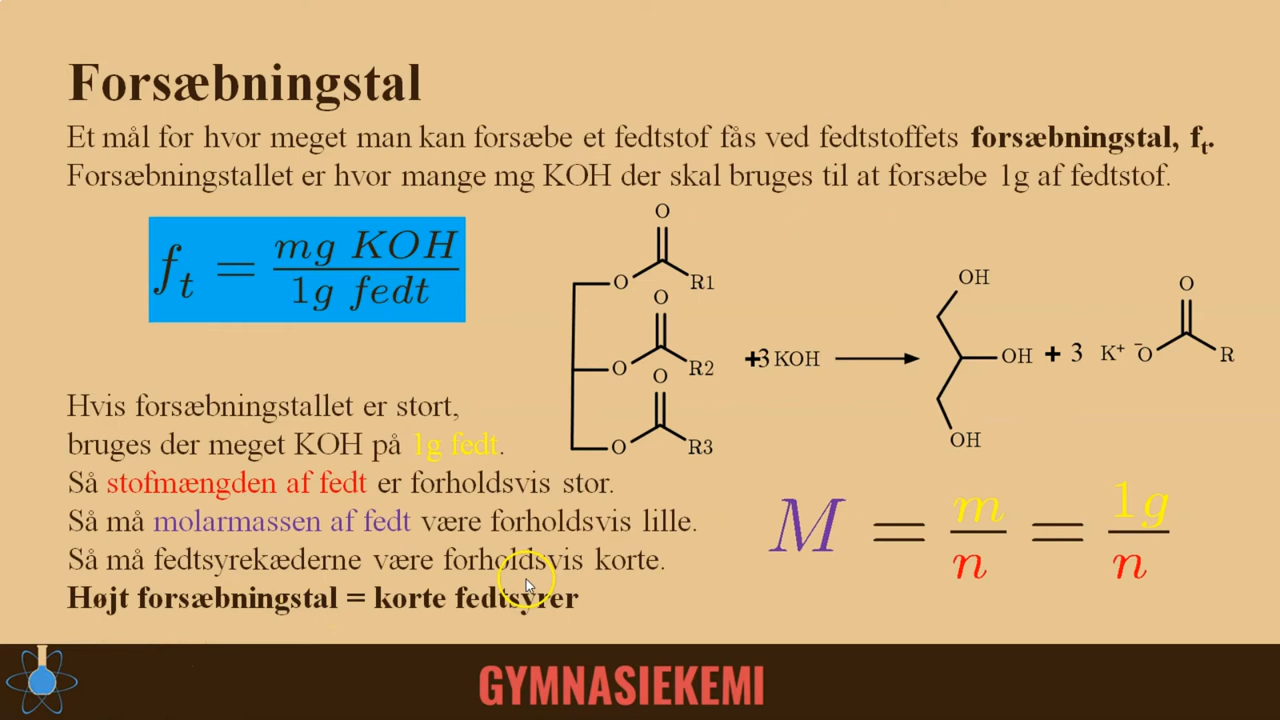 Forsæbningstal
Et mål for hvor meget man kan forsæbe et fedtstof fås ved fedtstoffets forsæbningstal, fₜ.
Forsæbningstallet er hvor mange mg KOH der skal bruges til at forsæbe 1g af fedtstof.
fₜ = mg KOH / 1g fedt
O
O R1
O
O R2
O
O R3
+3 KOH
OH
OH
OH
+ 3 K⁺ ⁻O
O
R
Hvis forsæbningstallet er stort,
bruges der meget KOH på 1g fedt.
Så stofmængden af fedt er forholdsvis stor.
Så må molarmassen af fedt være forholdsvis lille.
Så må fedtsyrekæderne være forholdsvis korte.
Højt forsæbningstal = korte fedtsyrer
M = m / n = 1g / n
GYMNASIEKEMI